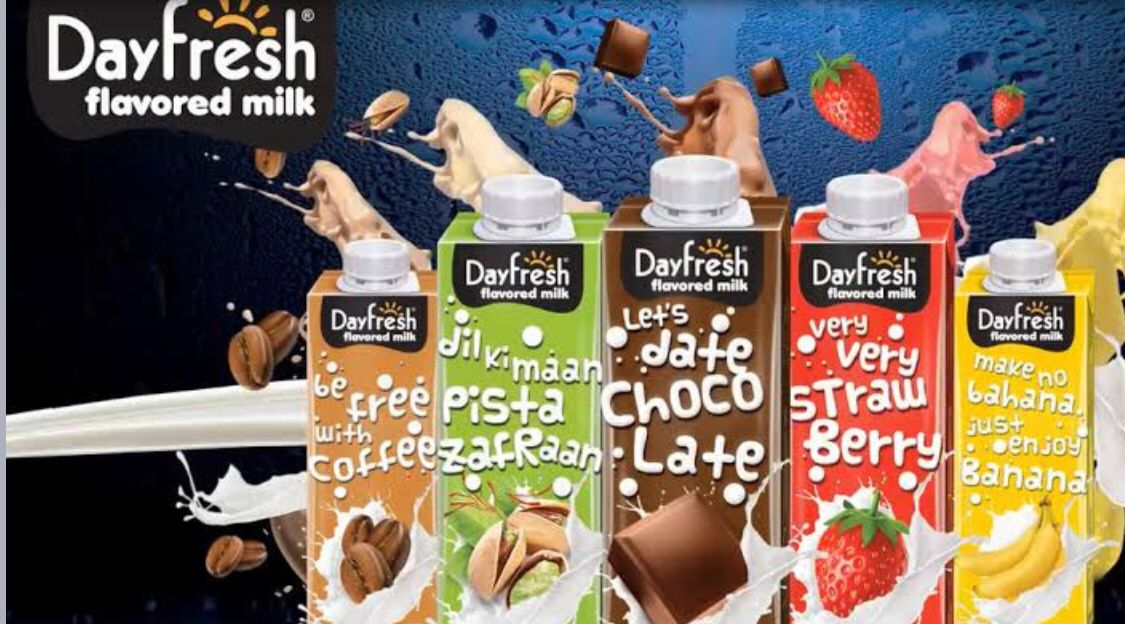 Dayfresh®
flavored milk
Dayfresh
flavored milk
be
free
with
coffee
Dayfresh
flavored milk
dil ki maan
Pista
zafRaan
Dayfresh
flavored milk
Let's
date
CHOCO
Late
Dayfresh
flavored milk
very
very
sTraw
Berry
Dayfresh
flavored milk
make no
bahana.
just
enjoy
Banana